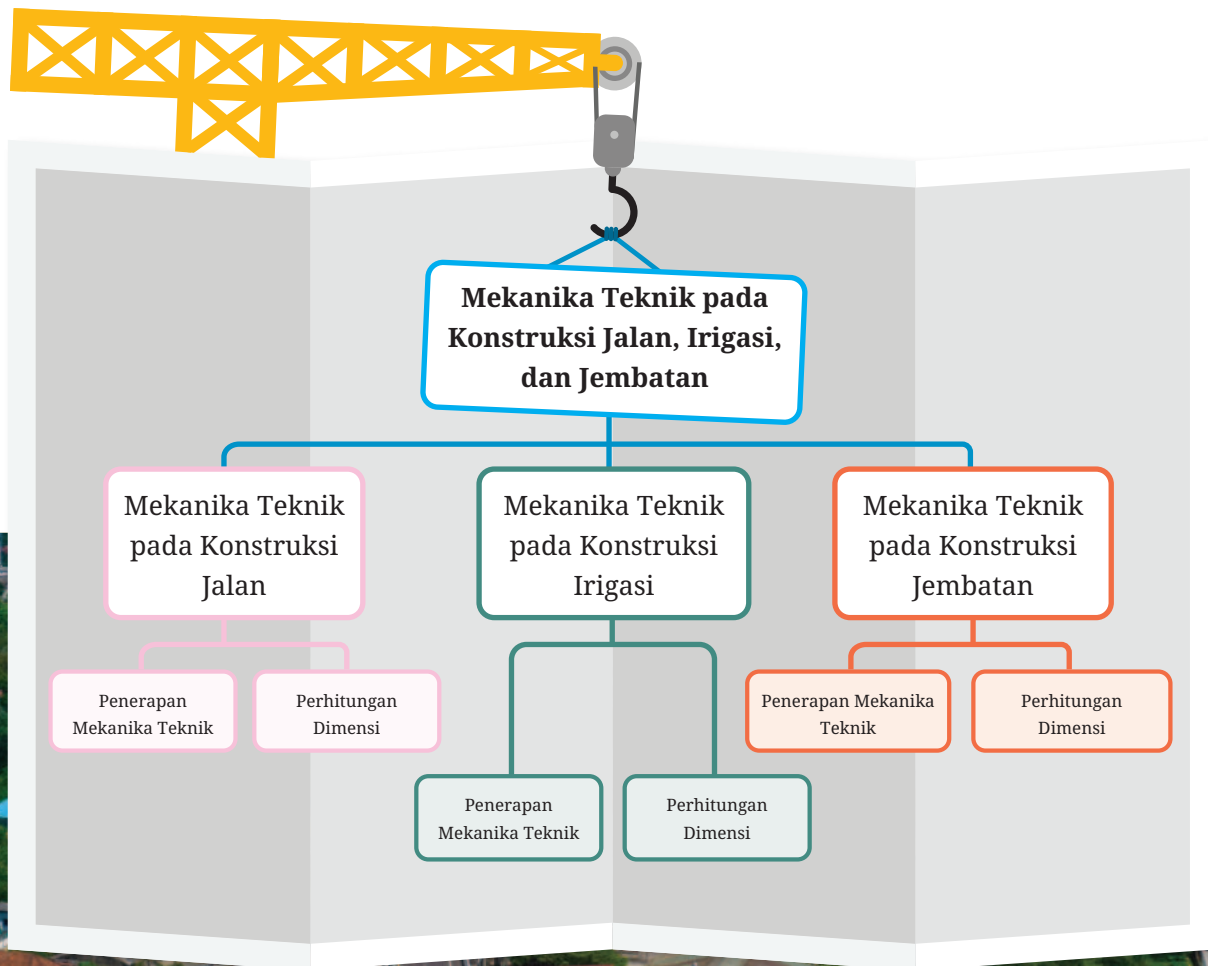 Mekanika Teknik pada
Konstruksi Jalan, Irigasi,
dan Jembatan
Mekanika Teknik
pada Konstruksi
Jalan
Mekanika Teknik
pada Konstruksi
Irigasi
Mekanika Teknik
pada Konstruksi
Jembatan
Penerapan
Mekanika Teknik
Perhitungan
Dimensi
Penerapan Mekanika
Teknik
Perhitungan
Dimensi
Penerapan
Mekanika Teknik
Perhitungan
Dimensi